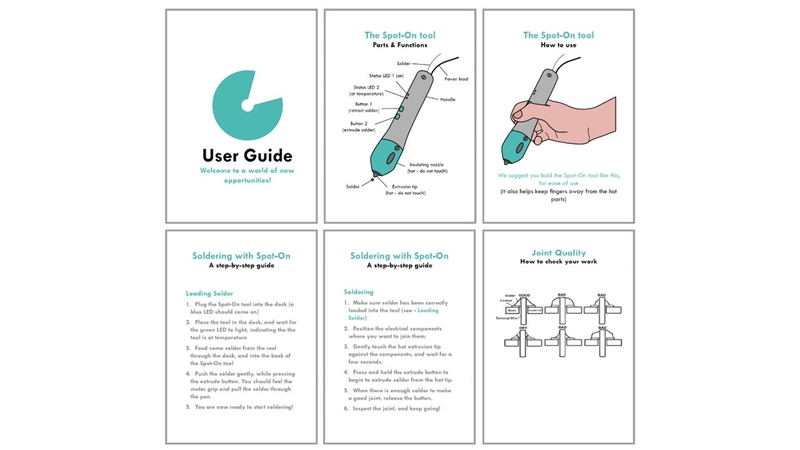 User Guide
Welcome to a world of new
opportunities!
The Spot-On tool
Parts & Functions
Solder
Power lead
Status LED 1 (on)
Status LED 2
(at temperature)
Handle
Button 1
(retract solder)
Button 2
(extrude solder)
Insulating nozzle
(hot - do not touch!)
Solder
Extrusion tip
(hot - do not touch!)
The Spot-On tool
How to use
We suggest you hold the Spot-On tool like this,
for ease of use
(it also helps keep fingers away from the hot
parts)
Soldering with Spot-On
A step-by-step guide
Loading Solder
1. Plug the Spot-On tool into the dock (a
blue LED should come on)
2. Place the tool in the dock, and wait for
the green LED to light, indicating the the
tool is at temperature
3. Feed some solder from the reel
through the dock, and into the back of
the Spot-On tool
4. Push the solder gently, while pressing
the extrude button. You should feel the
motor grip and pull the solder through
the pen.
5. You are now ready to start soldering!
Soldering with Spot-On
A step-by-step guide
Soldering
1. Make sure solder has been correctly
loaded into the tool (see - Loading
Solder)
2. Position the electrical components
where you want to join them.
3. Gently touch the hot extrusion tip
against the components, and wait for a
few seconds.
4. Press and hold the extrude button to
begin to extrude solder from the hot tip.
5. When there is enough solder to make
a good joint, release the button.
6. Inspect the joint, and keep going!
Joint Quality
How to check your work
Solder
GOOD
BAD
BAD
Terminal/Wire
BAD
BAD